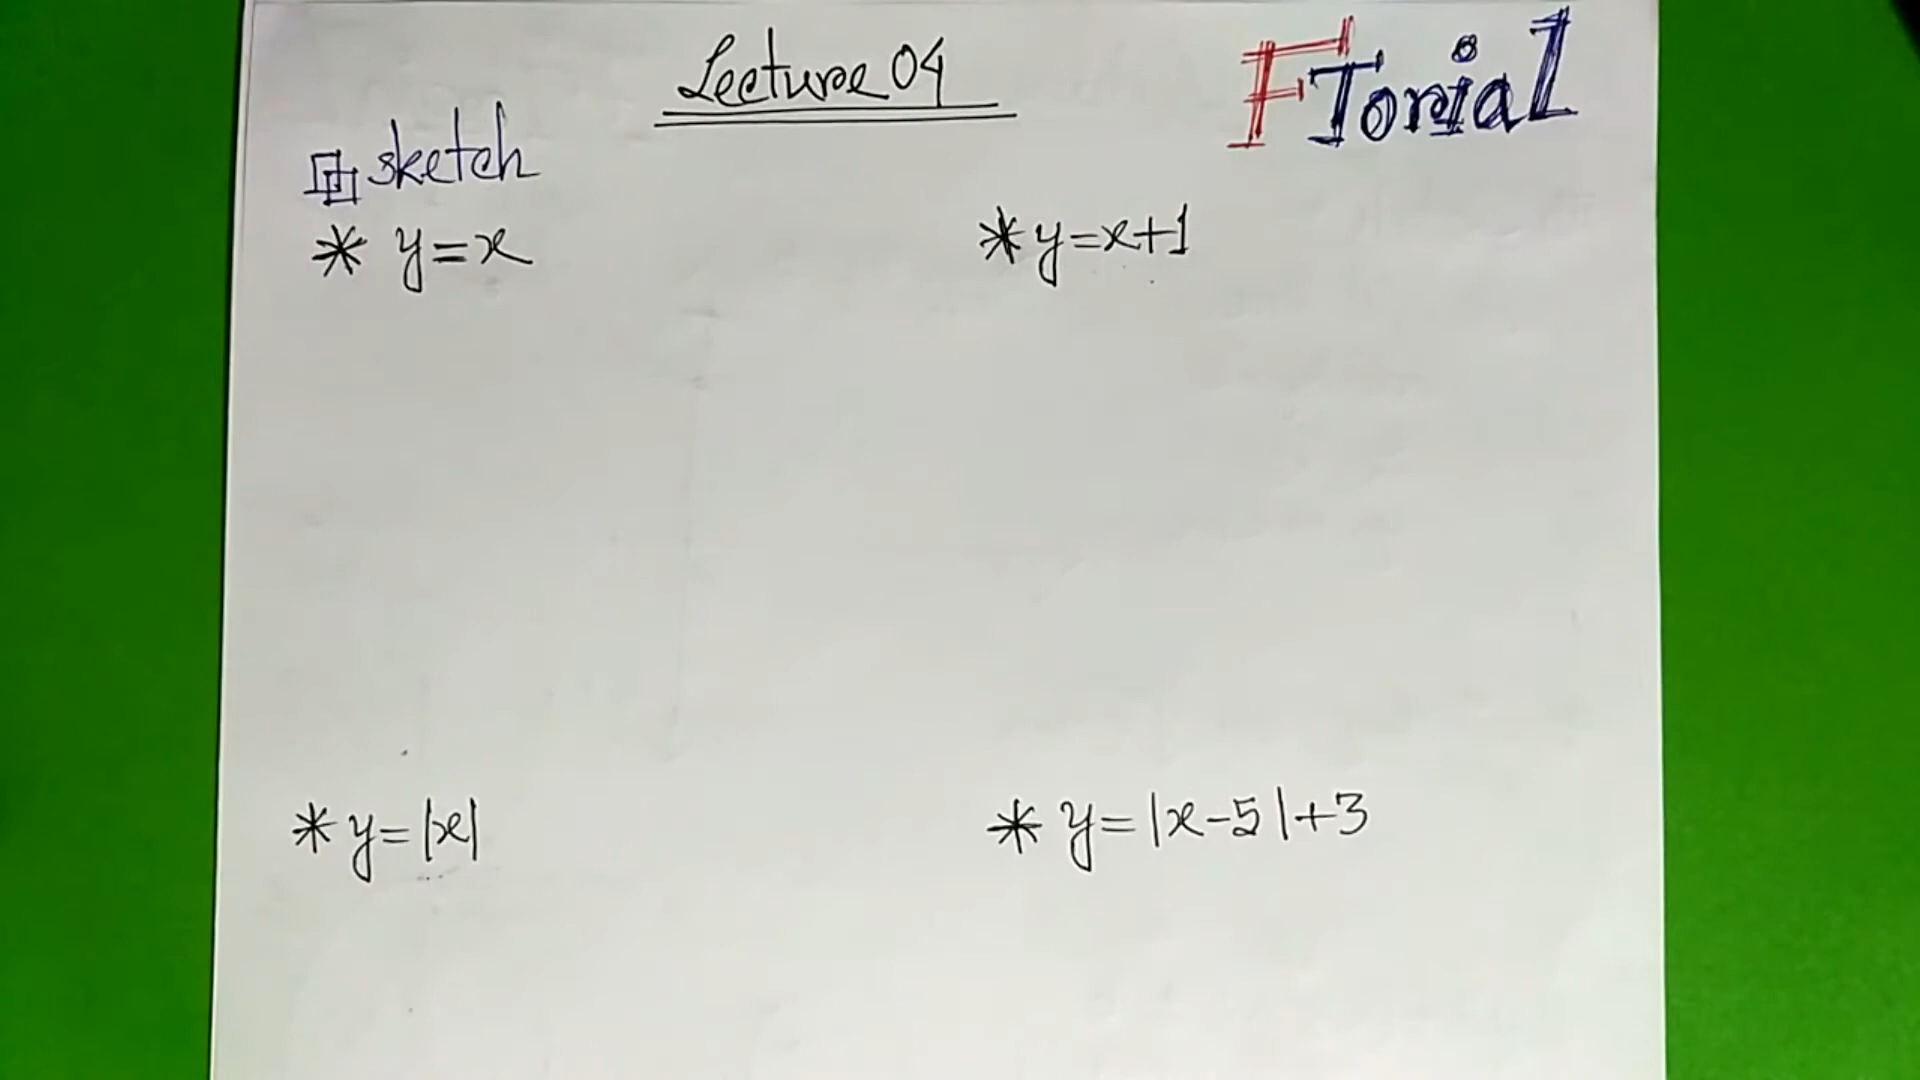 Lecture 04
FTorial
sketch
* y=x
* y=x+1
* y=|x|
* y=|x-5|+3